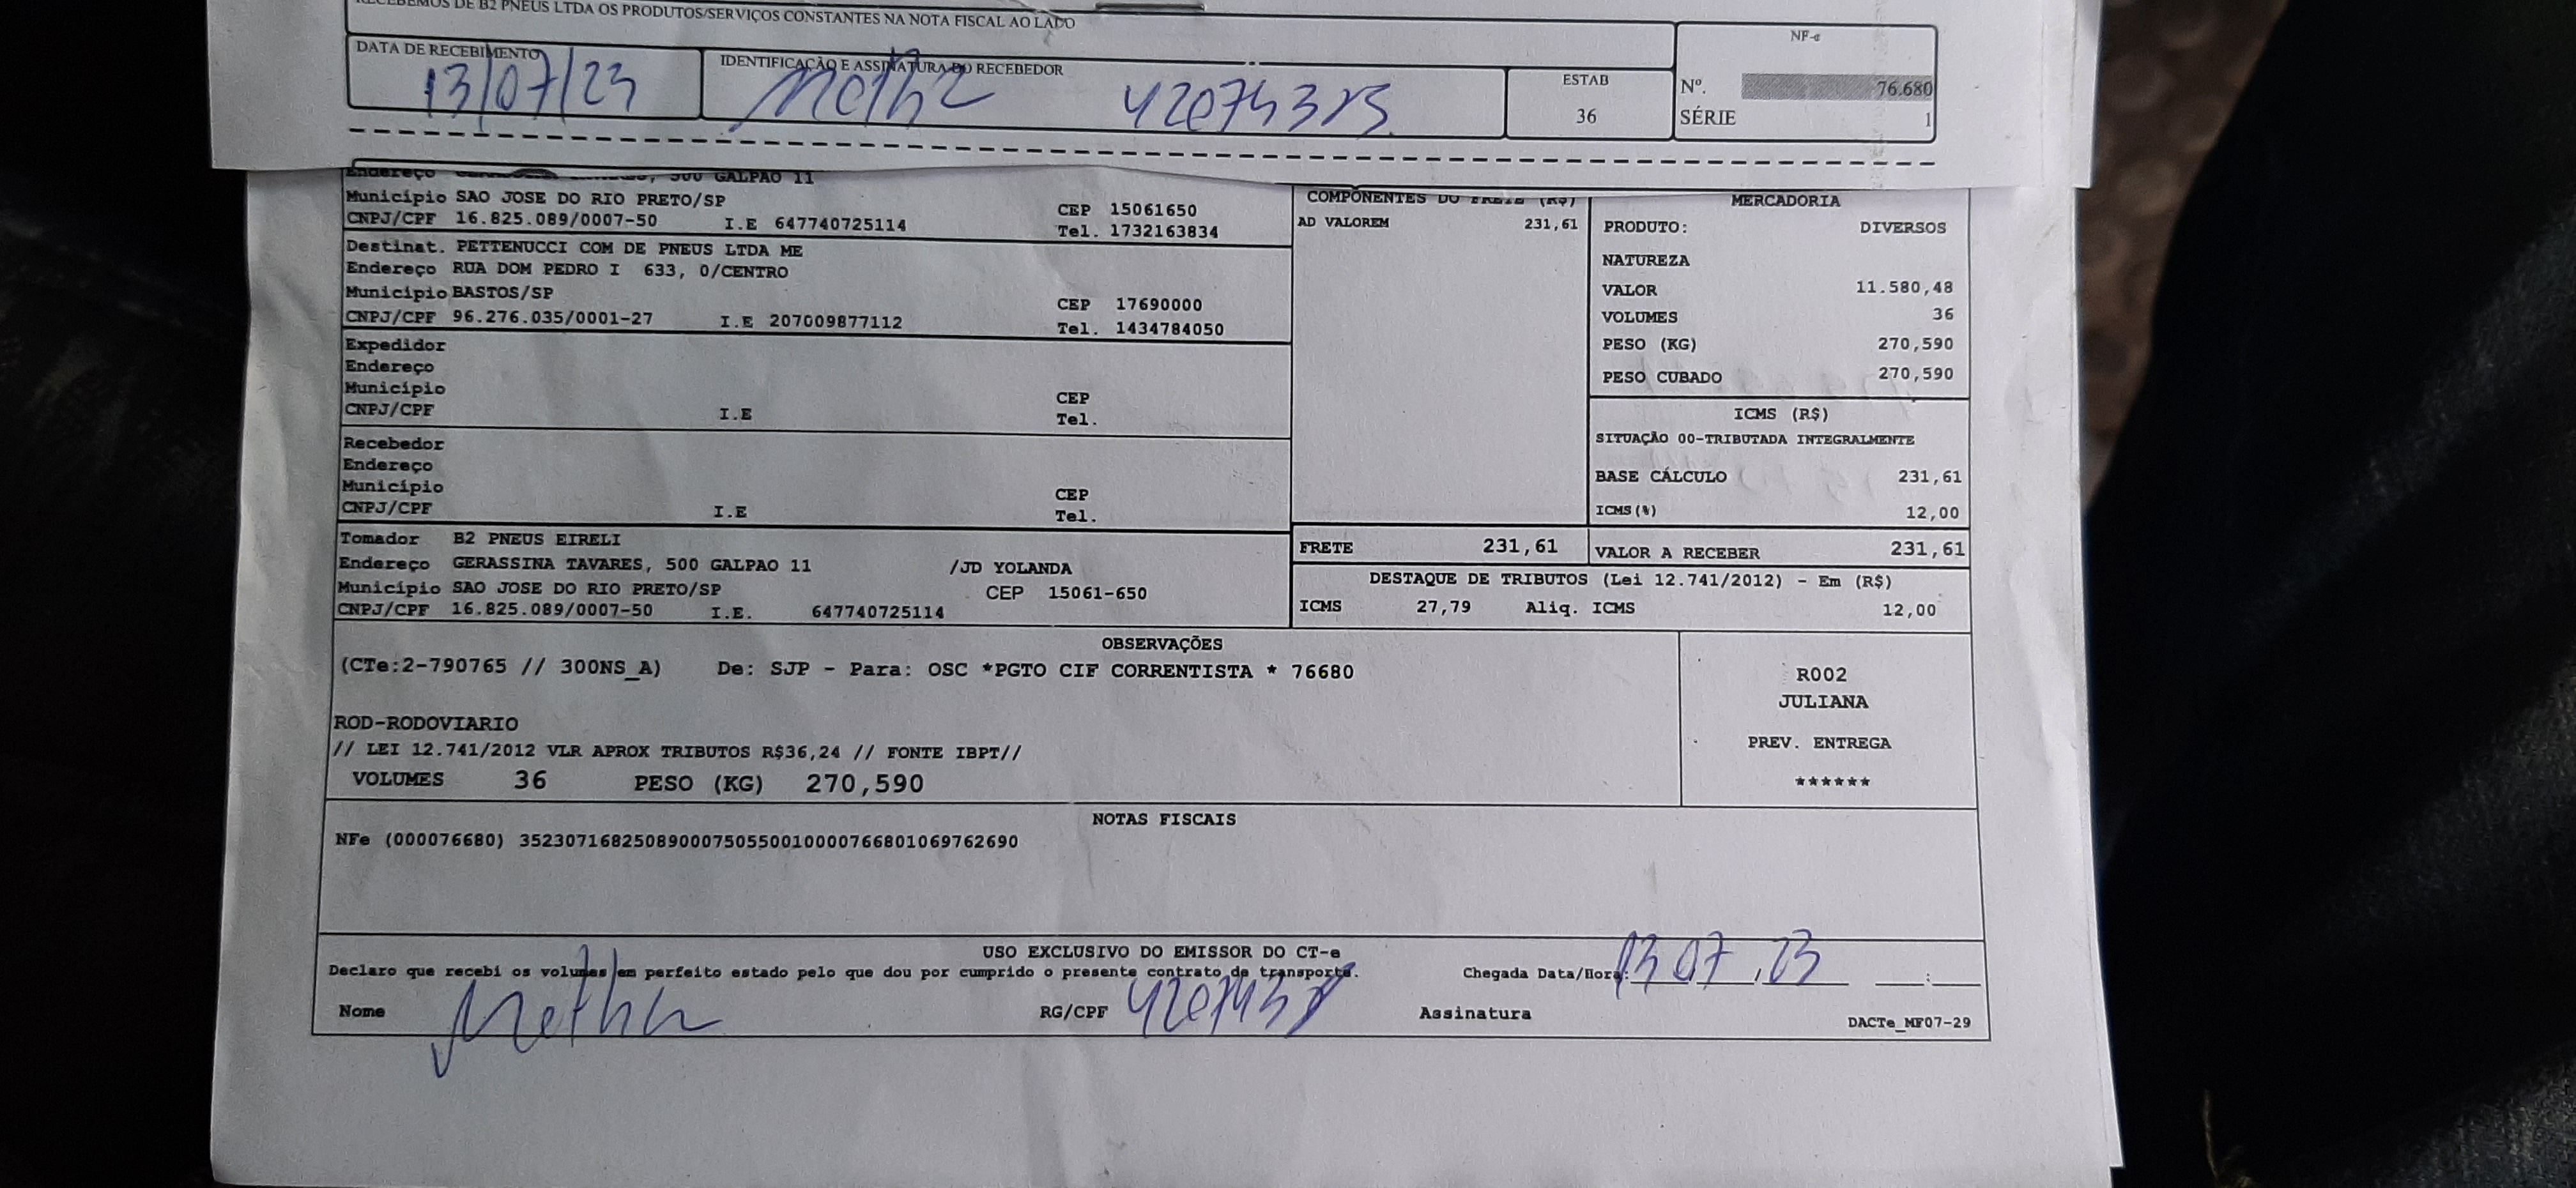 RECEBEMOS DE B2 PNEUS LTDA OS PRODUTOS/SERVIÇOS CONSTANTES NA NOTA FISCAL AO LADO
DATA DE RECEBIMENTO
13/07/23
IDENTIFICAÇÃO E ASSINATURA DO RECEBEDOR
ESTAB
36
NF-e
Nº. 76.680
SÉRIE 1
Endereço 500 GALPAO 11
Município SAO JOSE DO RIO PRETO/SP CEP 15061650
CNPJ/CPF 16.825.089/0007-50 I.E 647740725114 Tel. 1732163834
Destinat. PETTENUCCI COM DE PNEUS LTDA ME
Endereço RUA DOM PEDRO I 633, 0/CENTRO
Município BASTOS/SP CEP 17690000
CNPJ/CPF 96.276.035/0001-27 I.E 207009877112 Tel. 1434784050
Expedidor
Endereço
Município CEP
CNPJ/CPF I.E Tel.
Recebedor
Endereço
Município CEP
CNPJ/CPF I.E Tel.
Tomador B2 PNEUS EIRELI
Endereço GERASSINA TAVARES, 500 GALPAO 11 /JD YOLANDA
Município SAO JOSE DO RIO PRETO/SP CEP 15061-650
CNPJ/CPF 16.825.089/0007-50 I.E. 647740725114
COMPONENTES DO FRETE (R$)
AD VALOREM 231,61
MERCADORIA
PRODUTO: DIVERSOS
NATUREZA
VALOR 11.580,48
VOLUMES 36
PESO (KG) 270,590
PESO CUBADO 270,590
ICMS (R$)
SITUAÇÃO 00-TRIBUTADA INTEGRALMENTE
BASE CÁLCULO 231,61
ICMS(%) 12,00
FRETE 231,61 VALOR A RECEBER 231,61
DESTAQUE DE TRIBUTOS (Lei 12.741/2012) - Em (R$)
ICMS 27,79 Aliq. ICMS 12,00
OBSERVAÇÕES
(CTe:2-790765 // 300NS_A) De: SJP - Para: OSC *PGTO CIF CORRENTISTA * 76680
ROD-RODOVIARIO
// LEI 12.741/2012 VLR APROX TRIBUTOS R$36,24 // FONTE IBPT//
VOLUMES 36 PESO (KG) 270,590
R002
JULIANA
PREV. ENTREGA
******
NOTAS FISCAIS
NFe (000076680) 35230716825089000750550010000766801069762690
USO EXCLUSIVO DO EMISSOR DO CT-e
Declaro que recebi os volumes em perfeito estado pelo que dou por cumprido o presente contrato de transporte. Chegada Data/Hora: 13 07 / 23 :
Nome RG/CPF Assinatura
DACTe_MF07-29